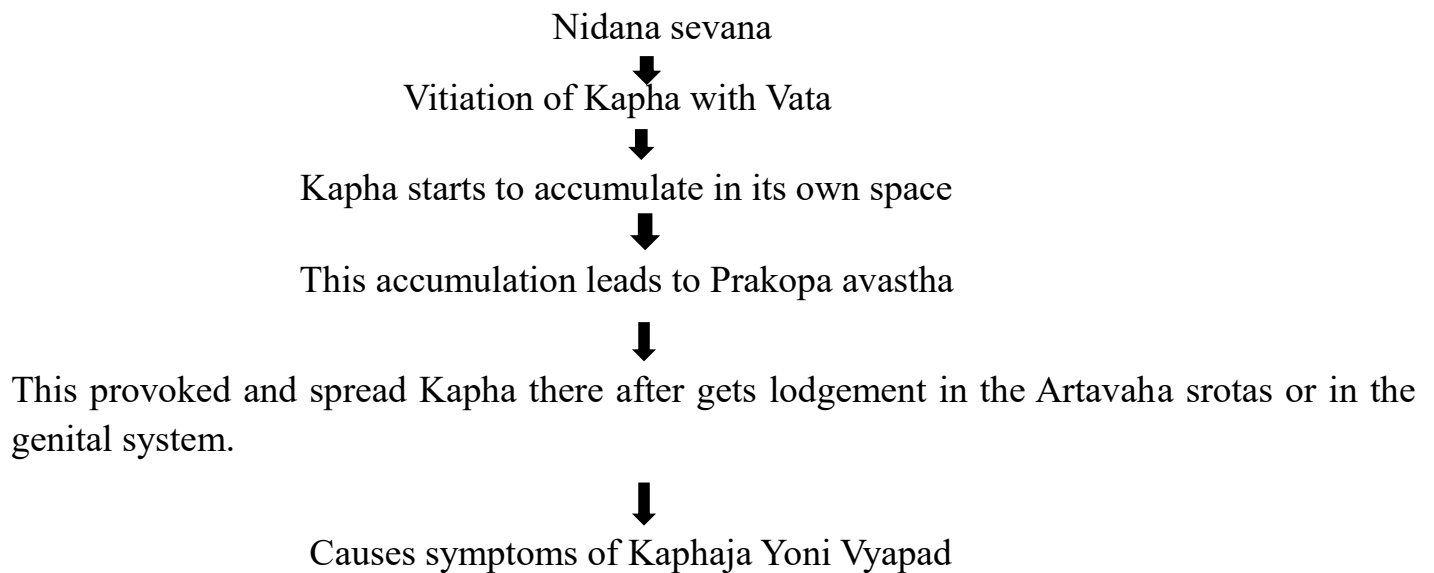 Nidana sevana
Vitiation of Kapha with Vata
Kapha starts to accumulate in its own space
This accumulation leads to Prakopa avastha
This provoked and spread Kapha there after gets lodgement in the Artavaha srotas or in the
genital system.
Causes symptoms of Kaphaja Yoni Vyapad